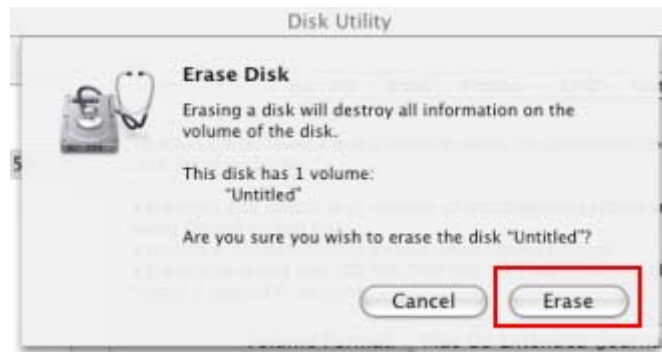 Disk Utility
Erase Disk
Erasing a disk will destroy all information on the
volume of the disk.
This disk has 1 volume:
"Untitled"
Are you sure you wish to erase the disk "Untitled"?
Cancel
Erase